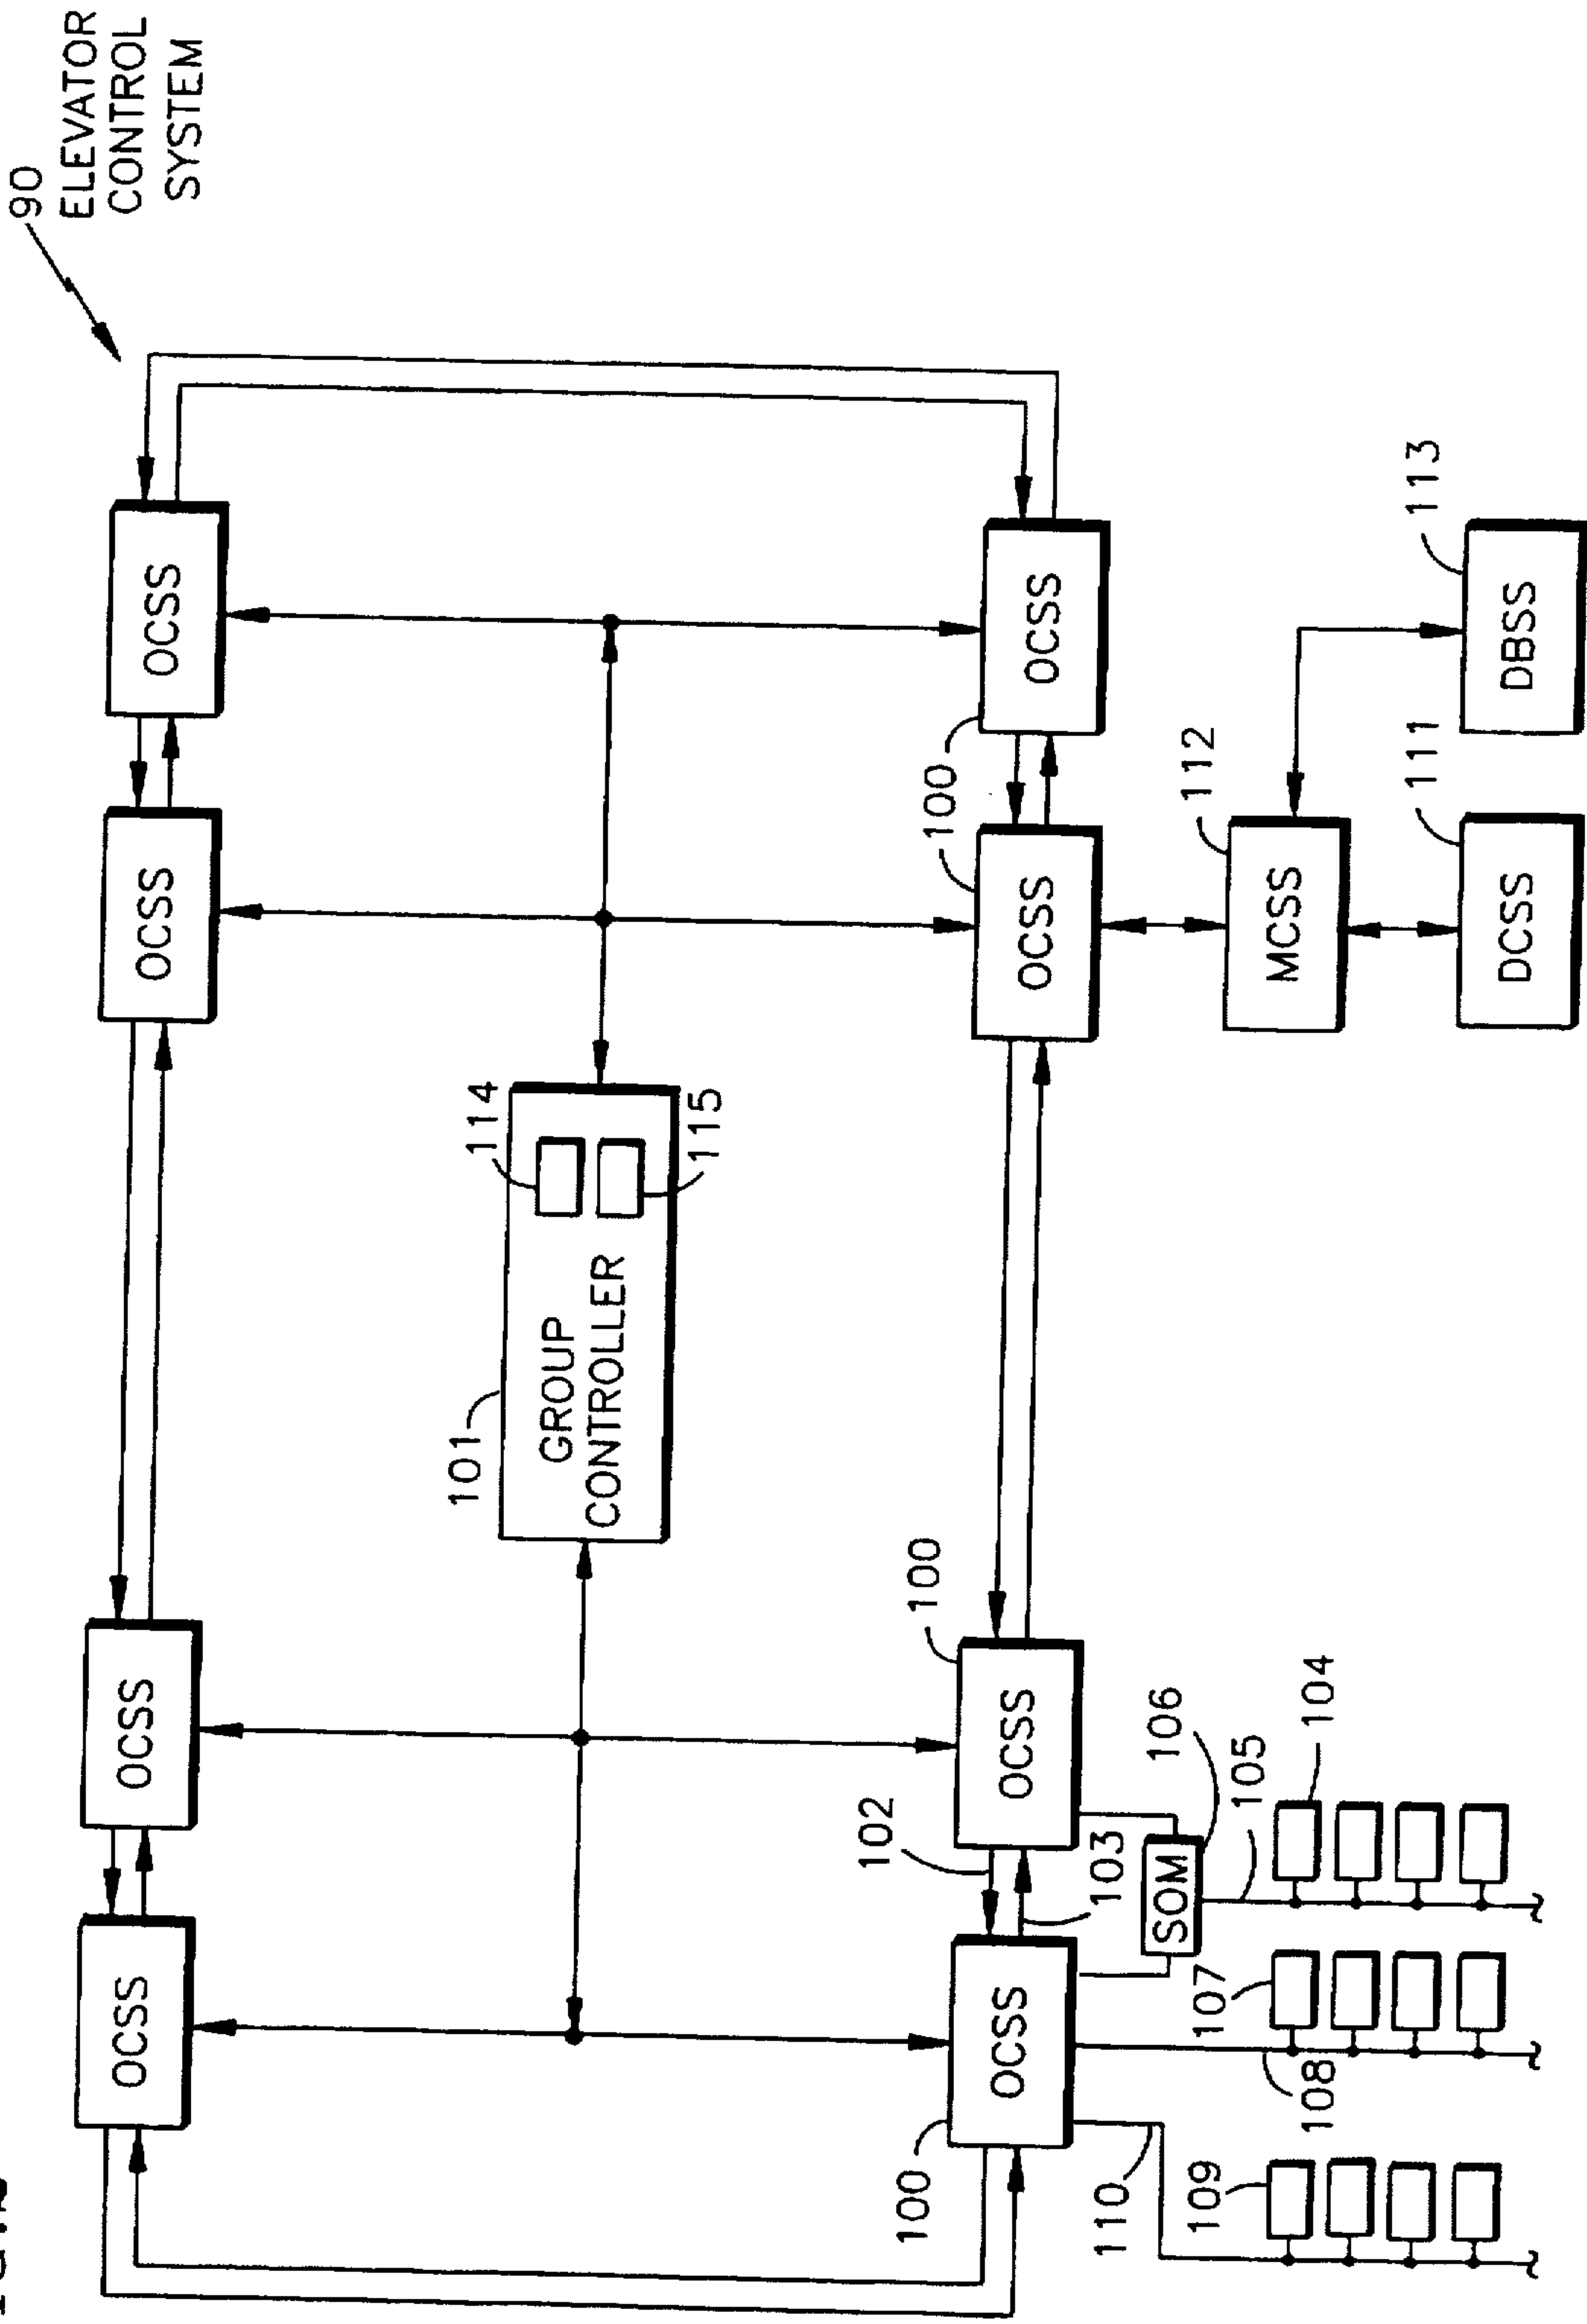 90
ELEVATOR
CONTROL
SYSTEM
OCSS
OCSS
OCSS
OCSS
101
GROUP
CONTROLLER
114
115
100
OCSS
102
103
OCSS
100
OCSS
100
OCSS
100
SOM
106
105
104
107
108
109
110
MCSS
112
DCSS
111
DBSS
113